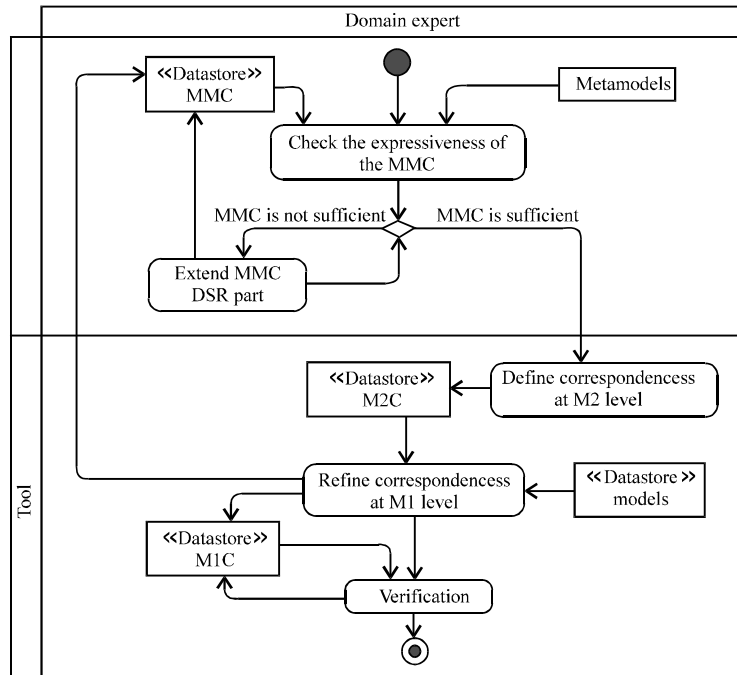 Domain expert
«Datastore»
MMC
Metamodels
Check the expressiveness of
the MMC
MMC is not sufficient
MMC is sufficient
Extend MMC
DSR part
Tool
«Datastore»
M2C
Define correspondencess
at M2 level
Refine correspondencess
at M1 level
«Datastore»
models
«Datastore»
M1C
Verification